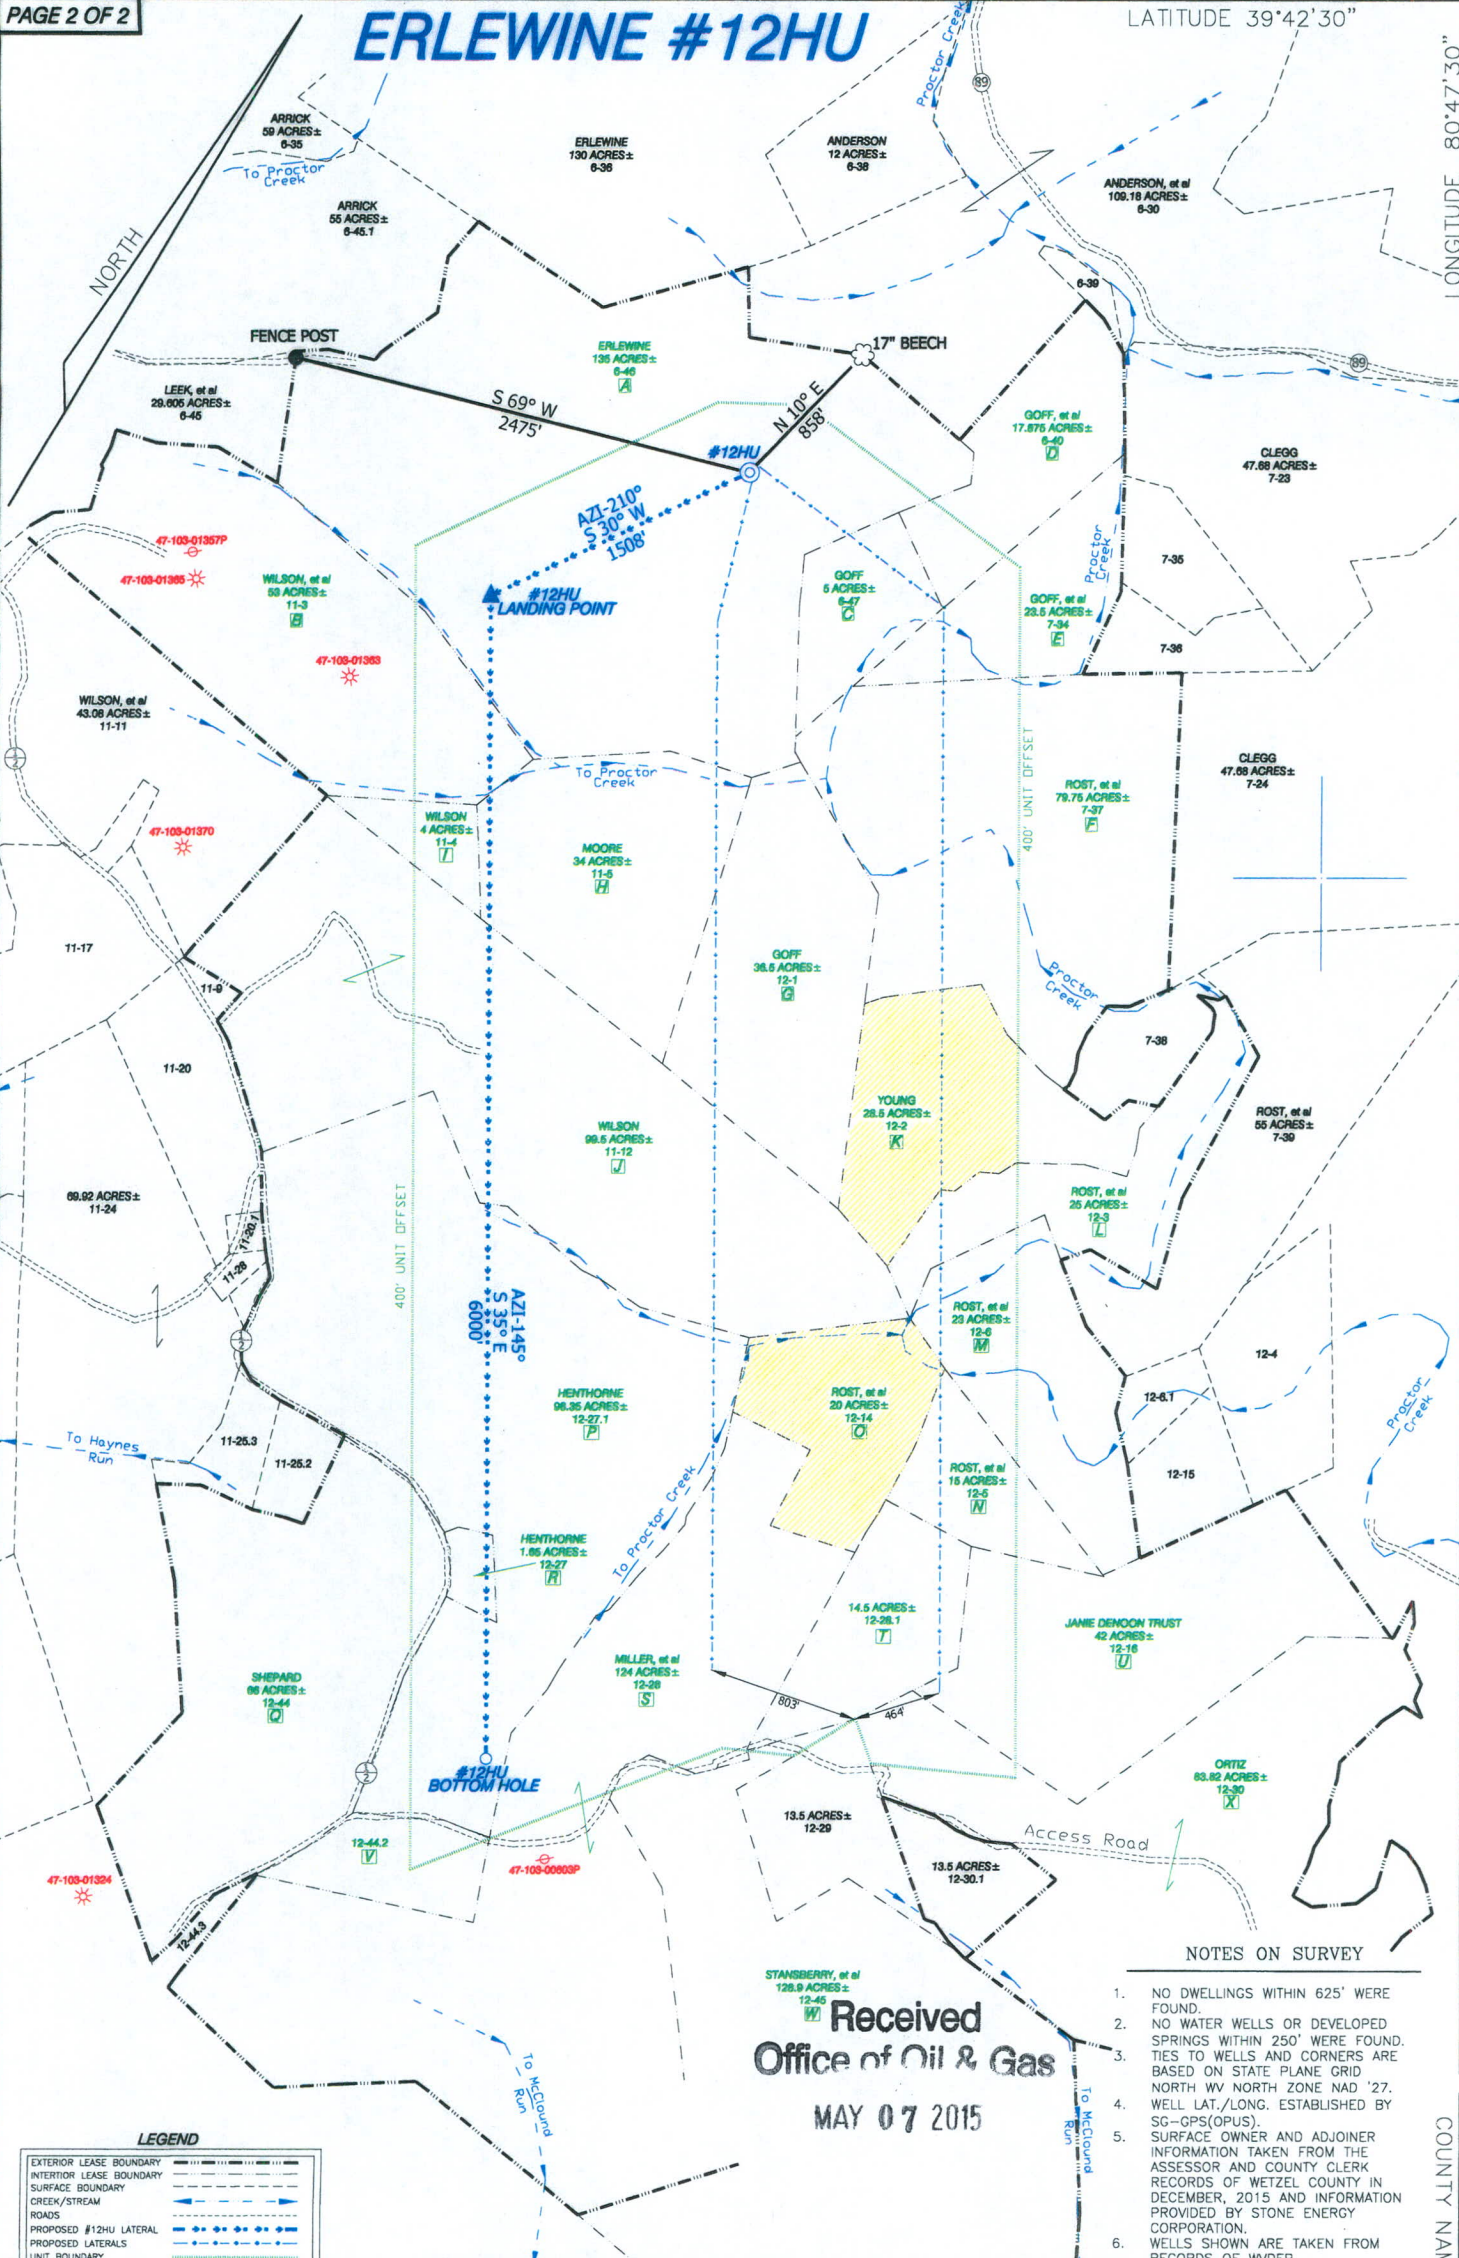 PAGE 2 OF 2
ERLEWINE #12HU
LATITUDE 39°42'30"
LONGITUDE 80°47'30"
NORTH
ARRICK
59 ACRES±
6-35
To Proctor
Creek
ARRICK
55 ACRES±
6-45.1
ERLEWINE
130 ACRES±
6-36
ANDERSON
12 ACRES±
6-38
Proctor Creek
89
ANDERSON, et al
109.18 ACRES±
6-30
6-39
89
FENCE POST
LEEK, et al
29.605 ACRES±
6-45
ERLEWINE
135 ACRES±
6-46
A
17" BEECH
S 69° W
2475'
N 10° E
858'
#12HU
GOFF, et al
17.875 ACRES±
6-40
D
CLEGG
47.68 ACRES±
7-23
AZI-210°
S 30° W
1508'
47-103-01357P
47-103-01365
WILSON, et al
53 ACRES±
11-3
B
#12HU
LANDING POINT
GOFF
5 ACRES±
6-47
C
Proctor
Creek
7-35
GOFF, et al
23.5 ACRES±
7-34
E
7-36
47-103-01363
WILSON, et al
43.08 ACRES±
11-11
1
2
To Proctor
Creek
400' UNIT OFFSET
ROST, et al
79.75 ACRES±
7-37
F
CLEGG
47.68 ACRES±
7-24
47-103-01370
WILSON
4 ACRES±
11-4
I
MOORE
34 ACRES±
11-5
H
11-17
11-9
GOFF
36.5 ACRES±
12-1
G
Proctor
Creek
7-38
11-20
YOUNG
28.5 ACRES±
12-2
K
WILSON
99.5 ACRES±
11-12
J
ROST, et al
55 ACRES±
7-39
69.92 ACRES±
11-24
11-20.1
11-28
400' UNIT OFFSET
ROST, et al
25 ACRES±
12-3
L
AZI-145°
S 35° E
6000'
ROST, et al
23 ACRES±
12-6
M
1
2
12-4
12-6.1
Proctor
Creek
HENTHORNE
98.35 ACRES±
12-27.1
P
ROST, et al
20 ACRES±
12-14
O
To Haynes
Run
11-25.3
11-25.2
ROST, et al
15 ACRES±
12-5
N
12-15
To Proctor Creek
HENTHORNE
1.65 ACRES±
12-27
R
14.5 ACRES±
12-28.1
T
JANIE DENOON TRUST
42 ACRES±
12-16
U
MILLER, et al
124 ACRES±
12-28
S
SHEPARD
66 ACRES±
12-44
Q
803'
464'
1
2
#12HU
BOTTOM HOLE
ORTIZ
63.82 ACRES±
12-30
X
13.5 ACRES±
12-29
Access Road
12-44.2
V
47-103-00603P
13.5 ACRES±
12-30.1
47-103-01324
12-44.3
STANSBERRY, et al
128.9 ACRES±
12-45
W
Received
Office of Oil & Gas
MAY 07 2015
To McClound
Run
To McClound
Run
NOTES ON SURVEY
1. NO DWELLINGS WITHIN 625' WERE
FOUND.
2. NO WATER WELLS OR DEVELOPED
SPRINGS WITHIN 250' WERE FOUND.
3. TIES TO WELLS AND CORNERS ARE
BASED ON STATE PLANE GRID
NORTH WV NORTH ZONE NAD '27.
4. WELL LAT./LONG. ESTABLISHED BY
SG-GPS(OPUS).
5. SURFACE OWNER AND ADJOINER
INFORMATION TAKEN FROM THE
ASSESSOR AND COUNTY CLERK
RECORDS OF WETZEL COUNTY IN
DECEMBER, 2015 AND INFORMATION
PROVIDED BY STONE ENERGY
CORPORATION.
6. WELLS SHOWN ARE TAKEN FROM
RECORDS OF WVDEP.
COUNTY NAM
LEGEND
EXTERIOR LEASE BOUNDARY
INTERTIOR LEASE BOUNDARY
SURFACE BOUNDARY
CREEK/STREAM
ROADS
PROPOSED #12HU LATERAL
PROPOSED LATERALS
UNIT BOUNDARY